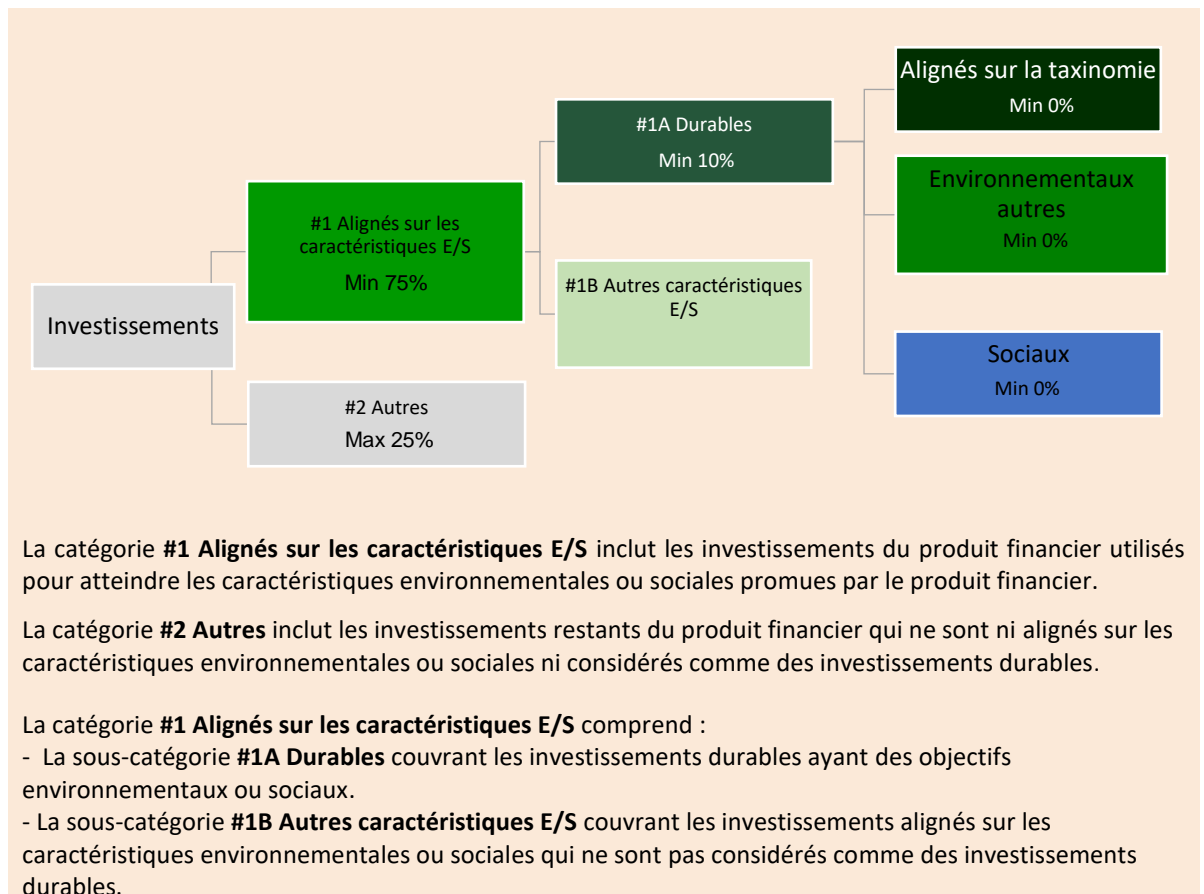 Alignés sur la taxinomie
Min 0%
#1A Durables
Min 10%
Environnementaux
autres
Min 0%
#1 Alignés sur les
caractéristiques E/S
Min 75%
#1B Autres caractéristiques
E/S
Investissements
Sociaux
Min 0%
#2 Autres
Max 25%
La catégorie #1 Alignés sur les caractéristiques E/S inclut les investissements du produit financier utilisés
pour atteindre les caractéristiques environnementales ou sociales promues par le produit financier.
La catégorie #2 Autres inclut les investissements restants du produit financier qui ne sont ni alignés sur les
caractéristiques environnementales ou sociales ni considérés comme des investissements durables.
La catégorie #1 Alignés sur les caractéristiques E/S comprend :
- La sous-catégorie #1A Durables couvrant les investissements durables ayant des objectifs
environnementaux ou sociaux.
- La sous-catégorie #1B Autres caractéristiques E/S couvrant les investissements alignés sur les
caractéristiques environnementales ou sociales qui ne sont pas considérés comme des investissements
durables.